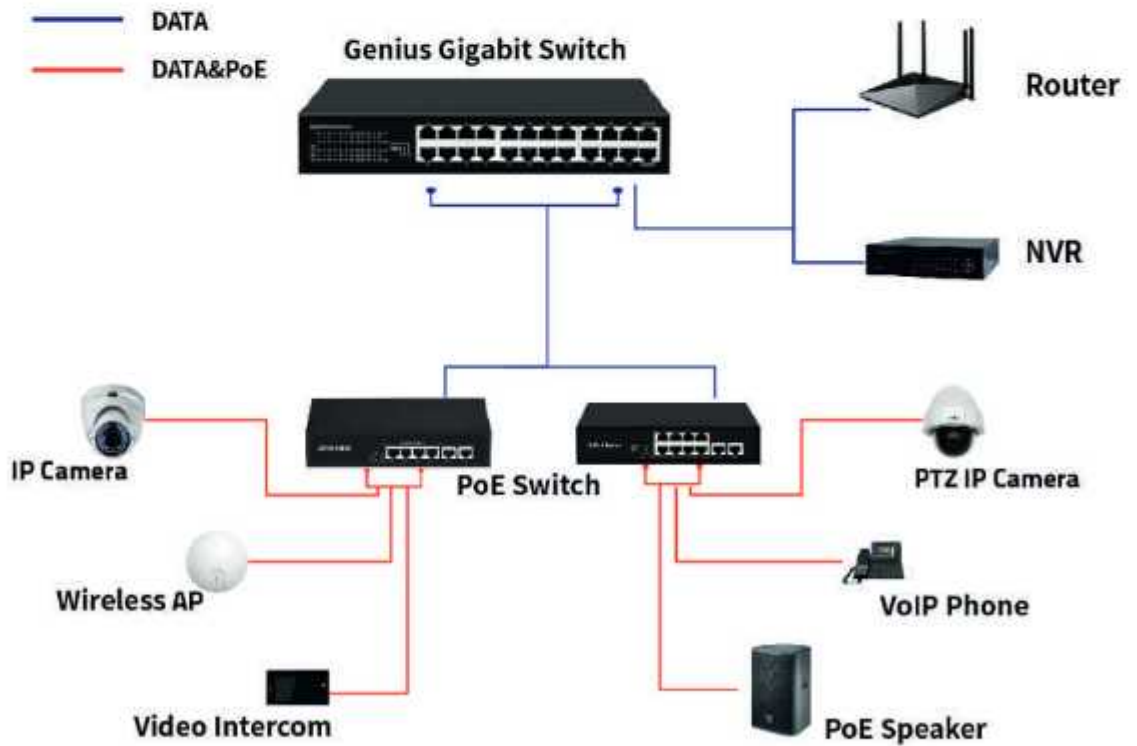 DATA
DATA&PoE
Genius Gigabit Switch
Router
NVR
IP Camera
PoE Switch
PTZ IP Camera
Wireless AP
VoIP Phone
Video Intercom
PoE Speaker